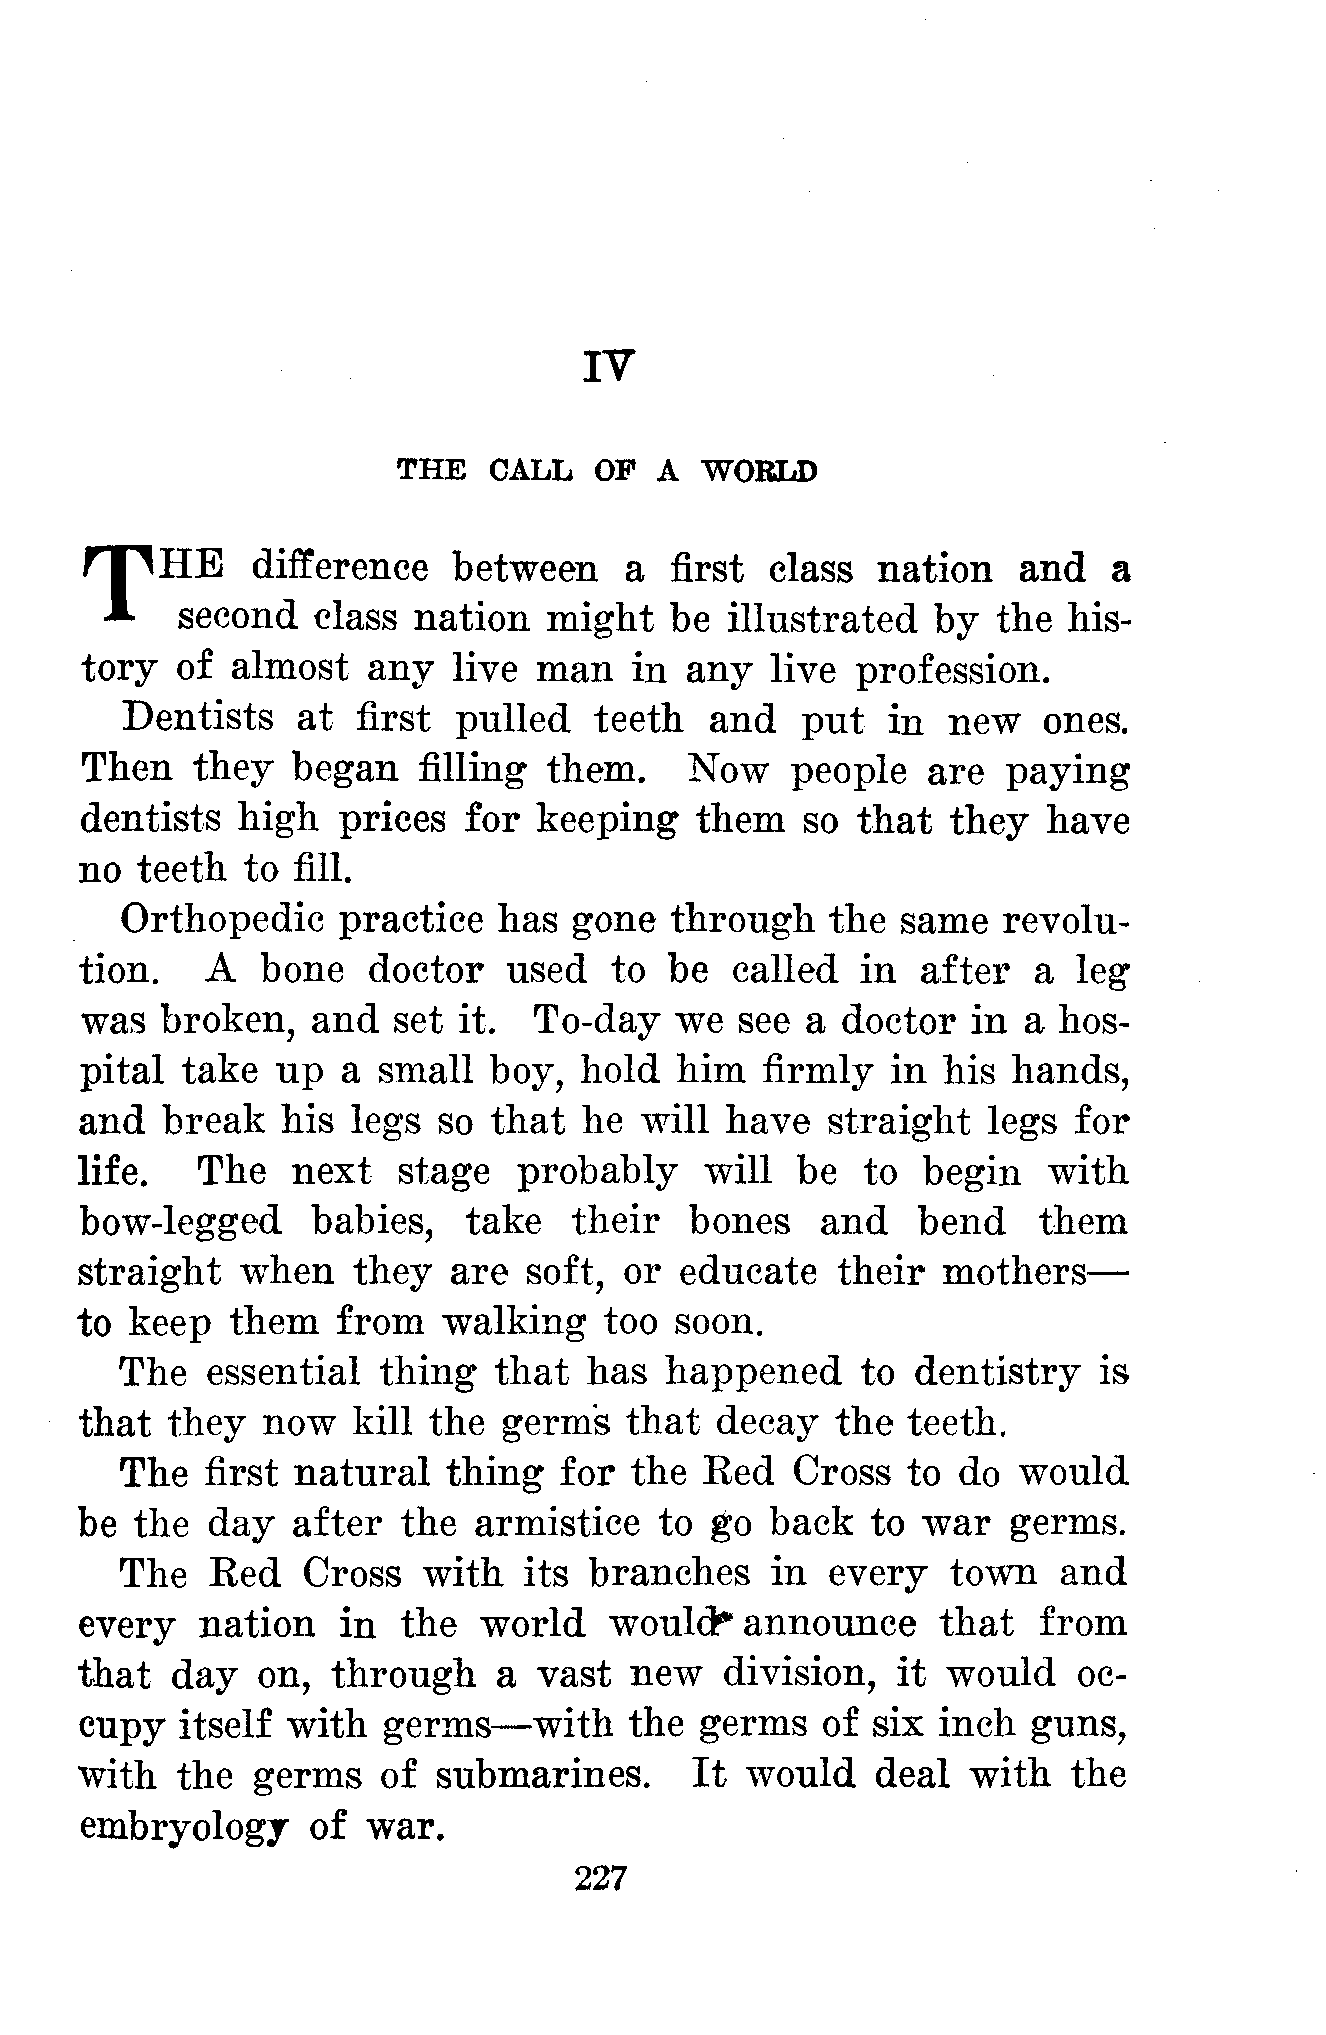 IV
THE CALL OF A WORLD
THE difference between a first class nation and a
second class nation might be illustrated by the his-
tory of almost any live man in any live profession.
Dentists at first pulled teeth and put in new ones.
Then they began filling them. Now people are paying
dentists high prices for keeping them so that they have
no teeth to fill.
Orthopedic practice has gone through the same revolu-
tion. A bone doctor used to be called in after a leg
was broken, and set it. To-day we see a doctor in a hos-
pital take up a small boy, hold him firmly in his hands,
and break his legs so that he will have straight legs for
life. The next stage probably will be to begin with
bow-legged babies, take their bones and bend them
straight when they are soft, or educate their mothers—
to keep them from walking too soon.
The essential thing that has happened to dentistry is
that they now kill the germs that decay the teeth.
The first natural thing for the Red Cross to do would
be the day after the armistice to go back to war germs.
The Red Cross with its branches in every town and
every nation in the world would announce that from
that day on, through a vast new division, it would oc-
cupy itself with germs—with the germs of six inch guns,
with the germs of submarines. It would deal with the
embryology of war.
227